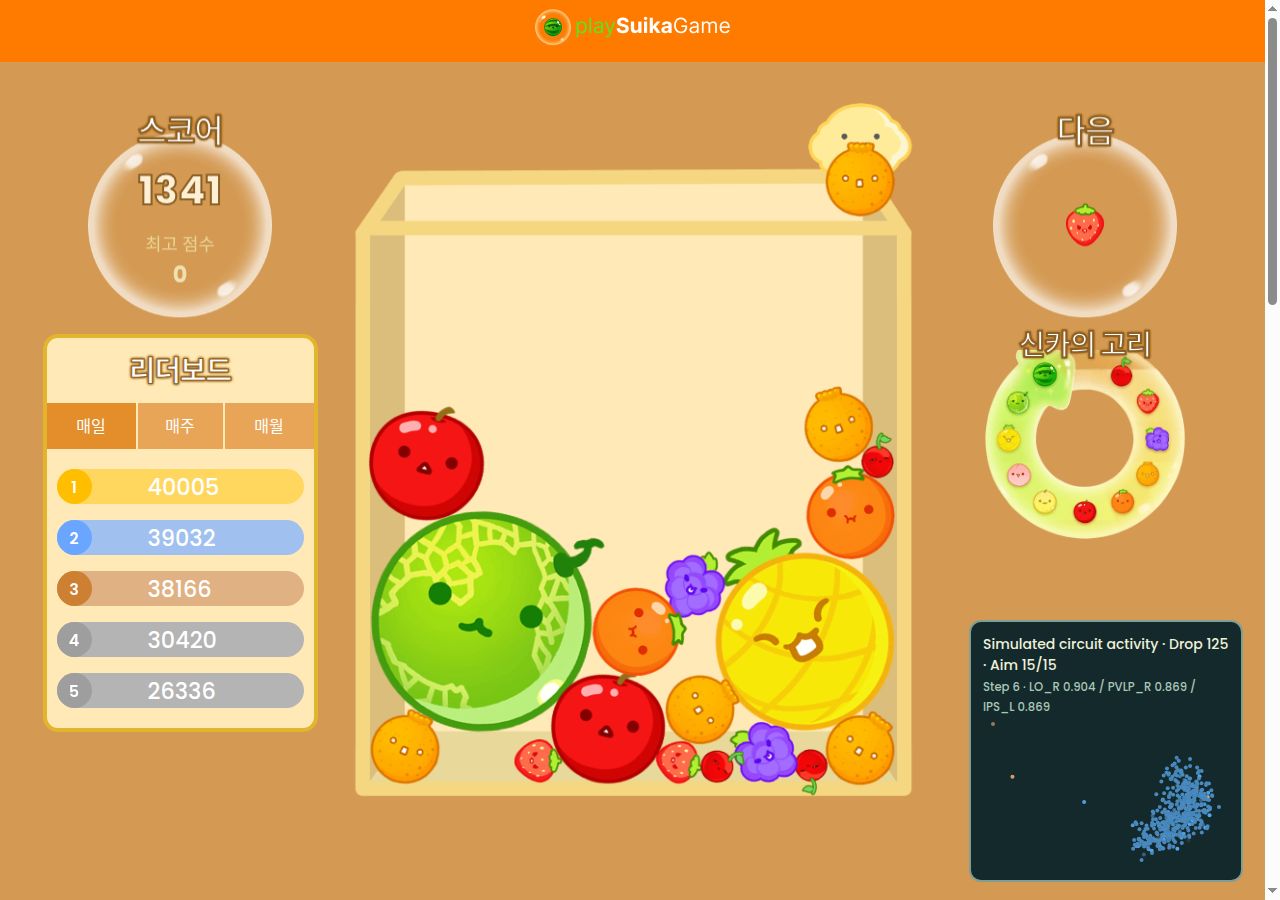 playSuikaGame
스코어
1341
최고 점수
0
다음
신카의 고리
리더보드
매일 매주 매월
1 40005
2 39032
3 38166
4 30420
5 26336
Simulated circuit activity · Drop 125
· Aim 15/15
Step 6 · LO_R 0.904 / PVLP_R 0.869 /
IPS_L 0.869